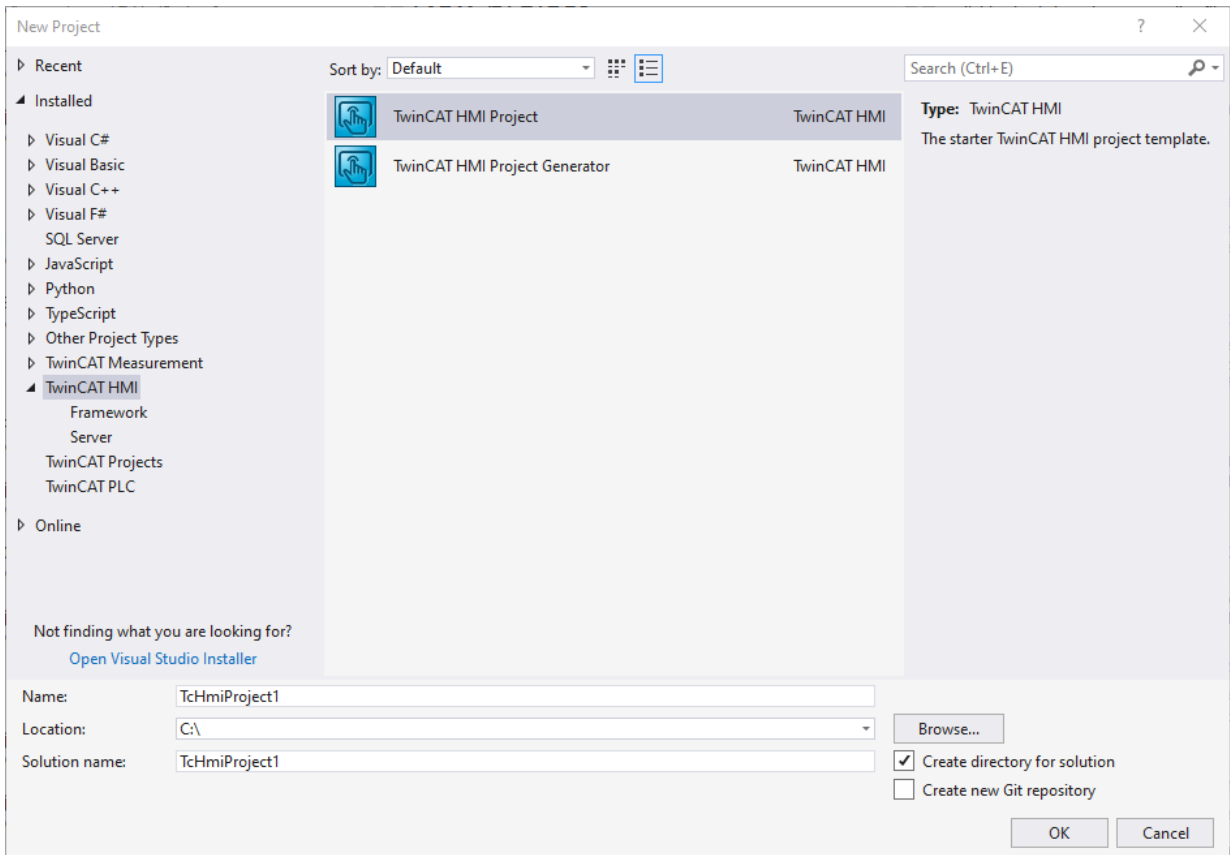 New Project
?
Recent
Installed
Visual C#
Visual Basic
Visual C++
Visual F#
SQL Server
JavaScript
Python
TypeScript
Other Project Types
TwinCAT Measurement
TwinCAT HMI
Framework
Server
TwinCAT Projects
TwinCAT PLC
Online
Not finding what you are looking for?
Open Visual Studio Installer
Sort by: Default
TwinCAT HMI Project TwinCAT HMI
TwinCAT HMI Project Generator TwinCAT HMI
Search (Ctrl+E)
Type: TwinCAT HMI
The starter TwinCAT HMI project template.
Name: TcHmiProject1
Location: C:\
Browse...
Solution name: TcHmiProject1
Create directory for solution
Create new Git repository
OK Cancel